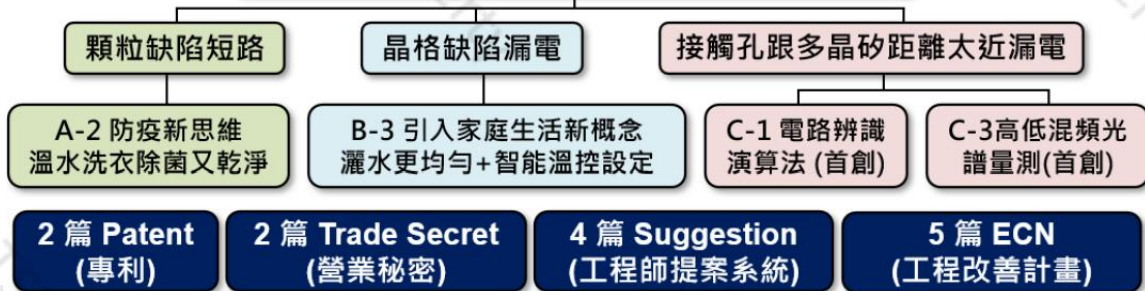 顆粒缺陷短路
晶格缺陷漏電
接觸孔跟多晶矽距離太近漏電
A-2 防疫新思維
溫水洗衣除菌又乾淨
B-3 引入家庭生活新概念
灑水更均勻+智能溫控設定
C-1 電路辨識
演算法 (首創)
C-3高低混頻光
譜量測(首創)
2 篇 Patent
(專利)
2 篇 Trade Secret
(營業秘密)
4 篇 Suggestion
(工程師提案系統)
5 篇 ECN
(工程改善計畫)